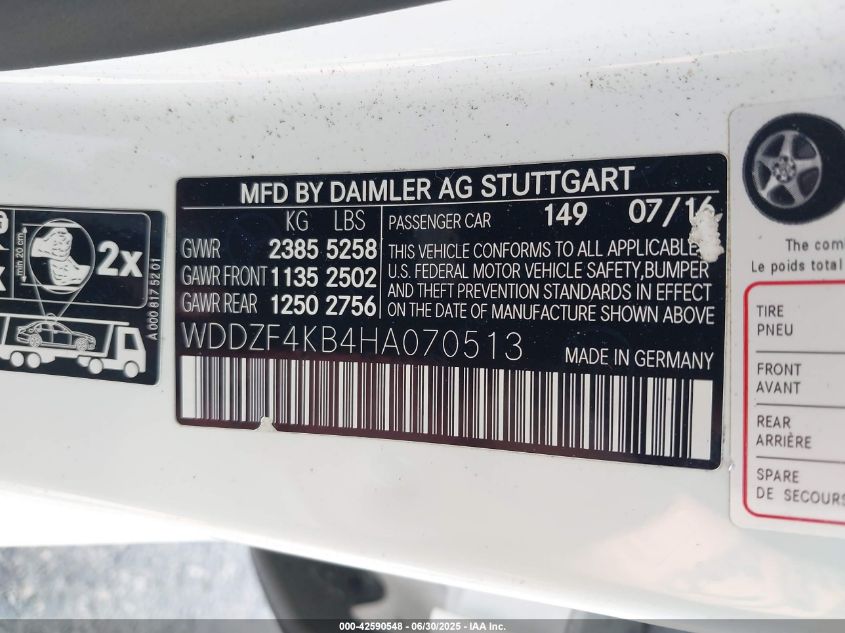 MFD BY DAIMLER AG STUTTGART
KG LBS
GVWR 2385 5258
GAWR FRONT 1135 2502
GAWR REAR 1250 2756
PASSENGER CAR 149 07/16
THIS VEHICLE CONFORMS TO ALL APPLICABLE
U.S. FEDERAL MOTOR VEHICLE SAFETY,BUMPER
AND THEFT PREVENTION STANDARDS IN EFFECT
ON THE DATE OF MANUFACTURE SHOWN ABOVE
WDDZF4KB4HA070513
MADE IN GERMANY
min 20 cm
2x
A 000 817 52 01
The com
Le poids total
TIRE
PNEU
FRONT
AVANT
REAR
ARRIÈRE
SPARE
DE SECOURS
000-42590548 - 06/30/2025 - IAA Inc.